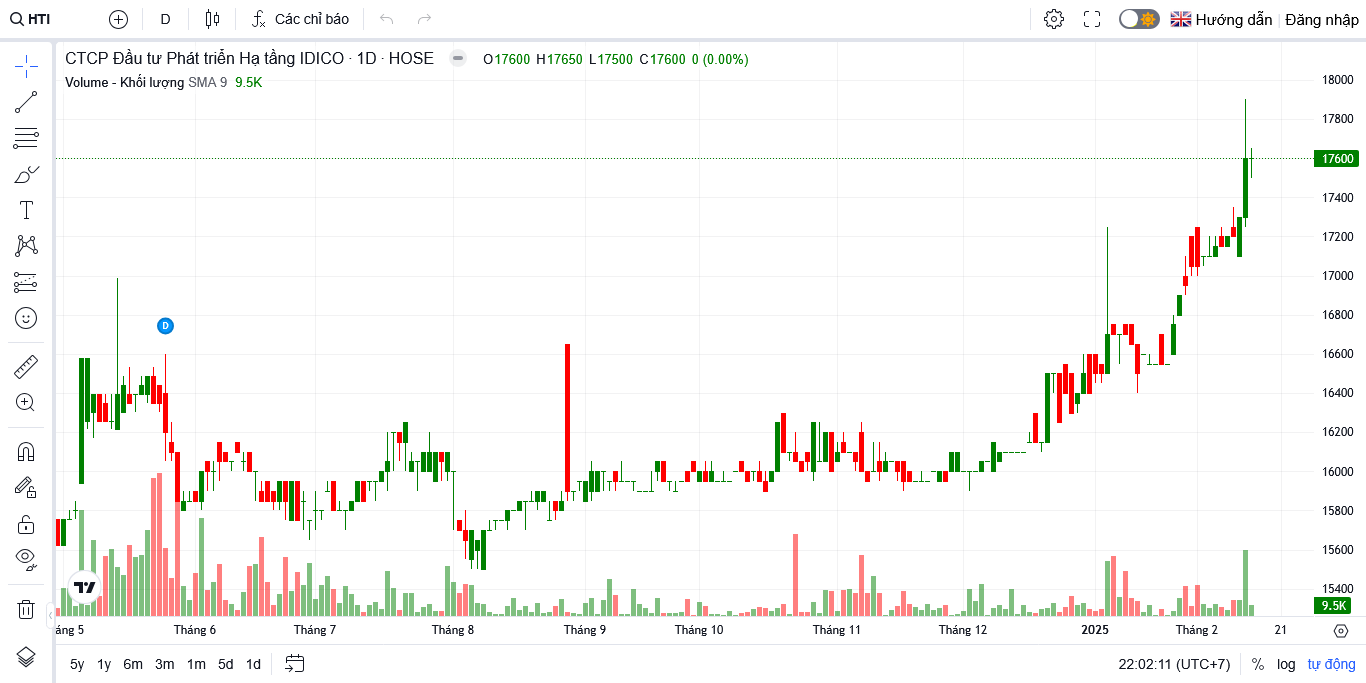 HTI D Các chỉ báo Hướng dẫn Đăng nhập
CTCP Đầu tư Phát triển Hạ tầng IDICO · 1D · HOSE O17600 H17650 L17500 C17600 0 (0.00%)
Volume - Khối lượng SMA 9 9.5K
18000
17800
17600
17400
17200
17000
16800
16600
16400
16200
16000
15800
15600
15400
9.5K
D
áng 5 Tháng 6 Tháng 7 Tháng 8 Tháng 9 Tháng 10 Tháng 11 Tháng 12 2025 Tháng 2 21
5y 1y 6m 3m 1m 5d 1d 22:02:11 (UTC+7) % log tự động